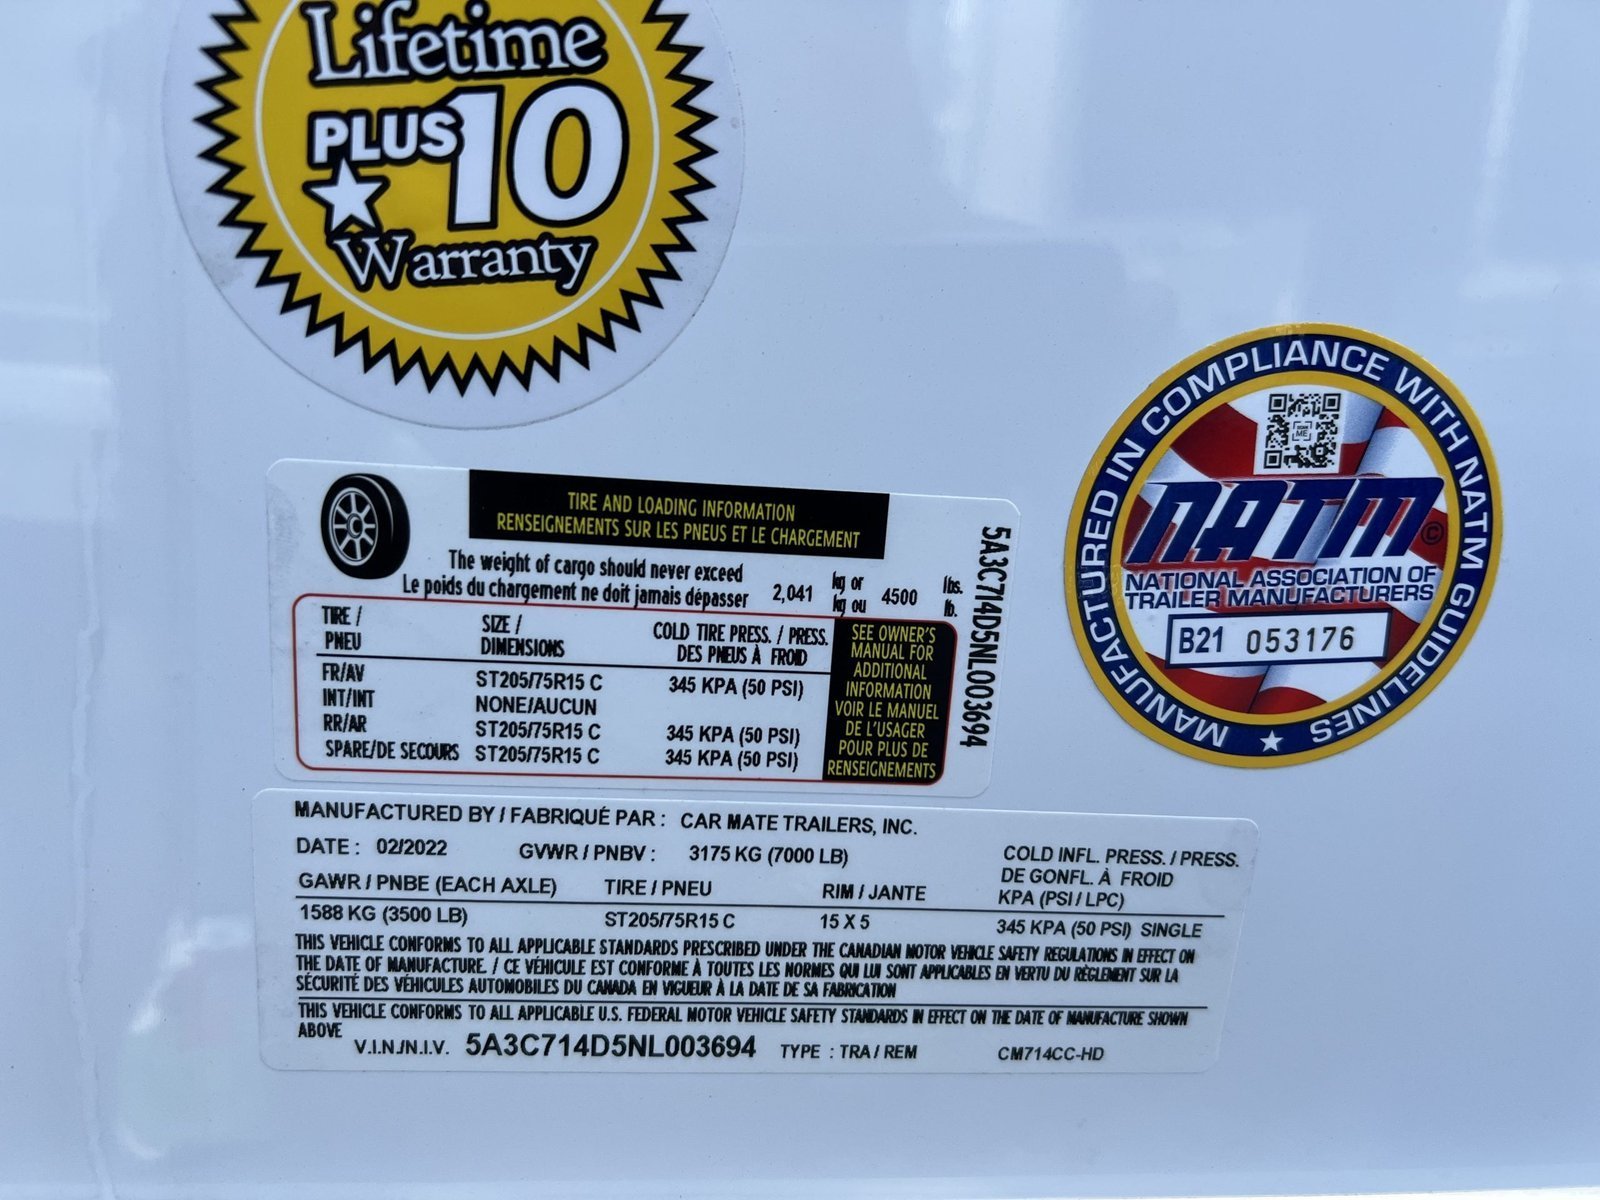 Lifetime
PLUS 10
Warranty
MANUFACTURED IN COMPLIANCE WITH NATM GUIDELINES
NATM©
NATIONAL ASSOCIATION OF
TRAILER MANUFACTURERS
B21 053176
TIRE AND LOADING INFORMATION
RENSEIGNEMENTS SUR LES PNEUS ET LE CHARGEMENT
The weight of cargo should never exceed kg or lbs.
Le poids du chargement ne doit jamais dépasser 2,041 kg ou 4500 lb.
TIRE / SIZE / COLD TIRE PRESS. / PRESS.
PNEU DIMENSIONS DES PNEUS À FROID
FR/AV ST205/75R15 C 345 KPA (50 PSI)
INT/INT NONE/AUCUN
RR/AR ST205/75R15 C 345 KPA (50 PSI)
SPARE/DE SECOURS ST205/75R15 C 345 KPA (50 PSI)
SEE OWNER'S
MANUAL FOR
ADDITIONAL
INFORMATION
VOIR LE MANUEL
DE L'USAGER
POUR PLUS DE
RENSEIGNEMENTS
5A3C714D5NL003694
MANUFACTURED BY / FABRIQUÉ PAR : CAR MATE TRAILERS, INC.
DATE : 02/2022 GVWR / PNBV : 3175 KG (7000 LB)
COLD INFL. PRESS. / PRESS.
DE GONFL. À FROID
KPA (PSI / LPC)
GAWR / PNBE (EACH AXLE) TIRE / PNEU RIM / JANTE
1588 KG (3500 LB) ST205/75R15 C 15 X 5 345 KPA (50 PSI) SINGLE
THIS VEHICLE CONFORMS TO ALL APPLICABLE STANDARDS PRESCRIBED UNDER THE CANADIAN MOTOR VEHICLE SAFETY REGULATIONS IN EFFECT ON
THE DATE OF MANUFACTURE. / CE VÉHICULE EST CONFORME À TOUTES LES NORMES QUI LUI SONT APPLICABLES EN VERTU DU RÈGLEMENT SUR LA
SÉCURITÉ DES VÉHICULES AUTOMOBILES DU CANADA EN VIGUEUR À LA DATE DE SA FABRICATION
THIS VEHICLE CONFORMS TO ALL APPLICABLE U.S. FEDERAL MOTOR VEHICLE SAFETY STANDARDS IN EFFECT ON THE DATE OF MANUFACTURE SHOWN
ABOVE
V.I.N./N.I.V. 5A3C714D5NL003694 TYPE : TRA / REM CM714CC-HD